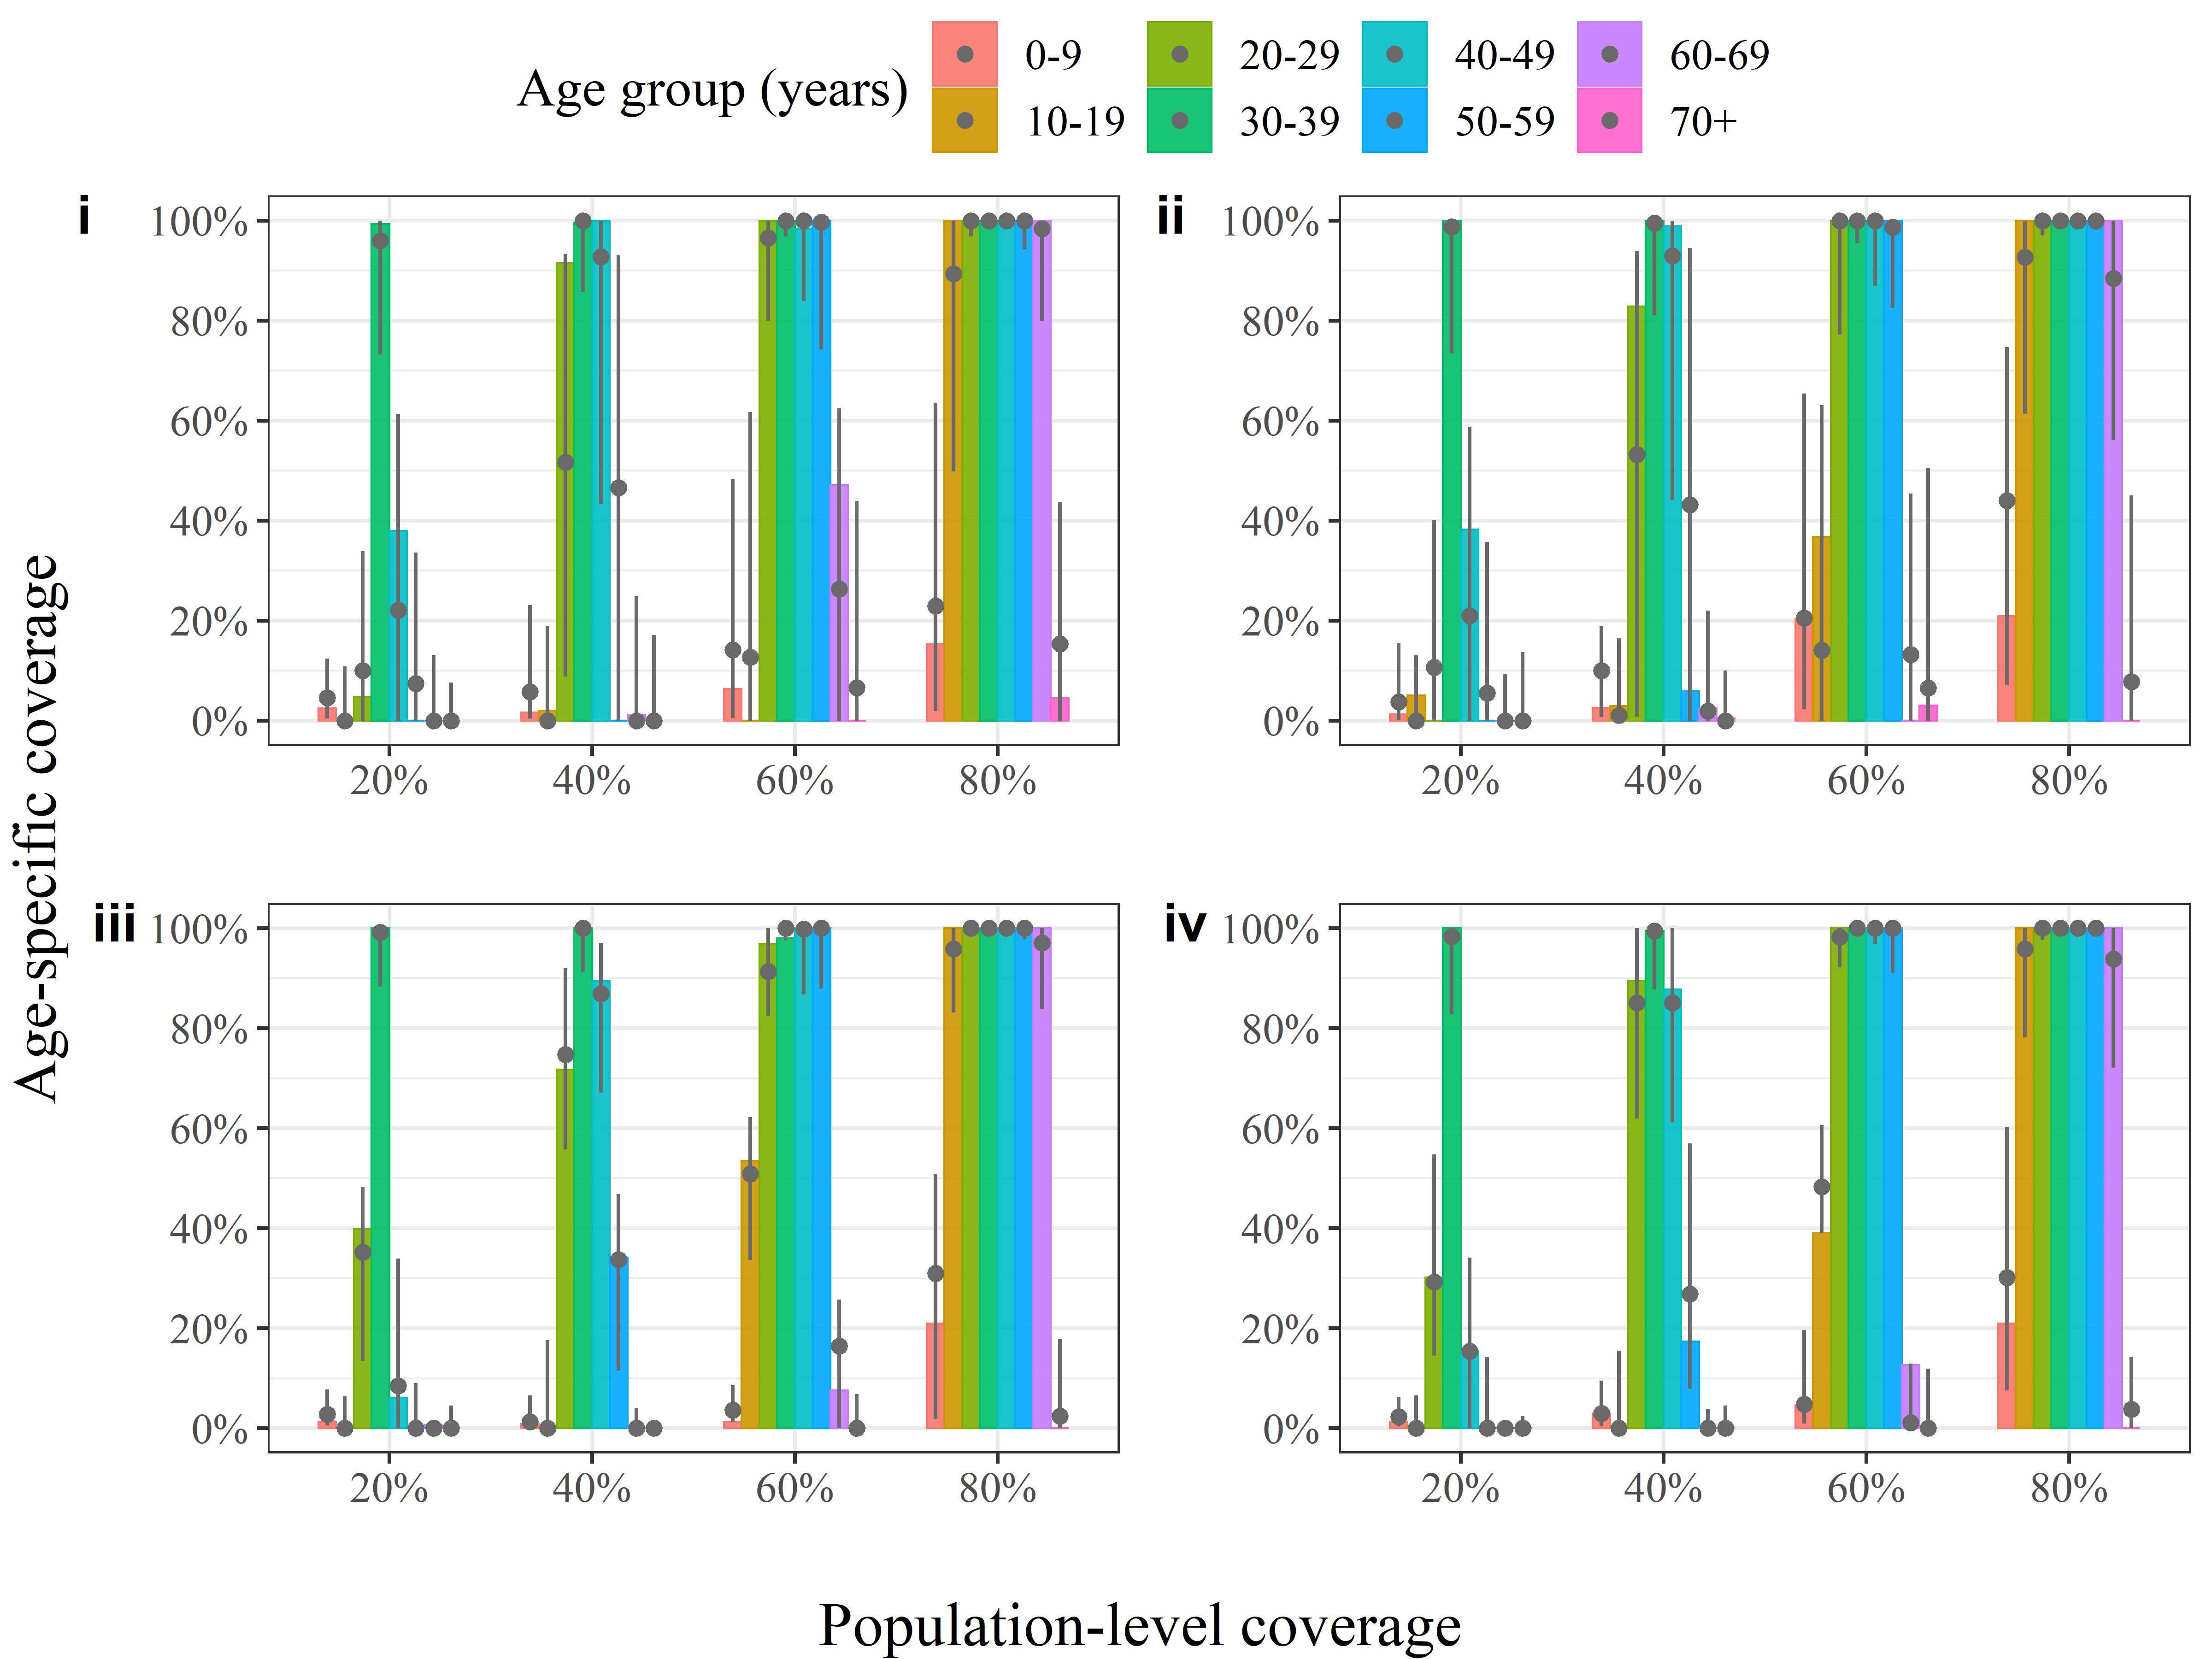 Age group (years)
0-9 20-29 40-49 60-69
10-19 30-39 50-59 70+
i
ii
100% 100%
80% 80%
60% 60%
40% 40%
20% 20%
0% 0%
20% 40% 60% 80% 20% 40% 60% 80%
Age-specific coverage
iii
iv
100% 100%
80% 80%
60% 60%
40% 40%
20% 20%
0% 0%
20% 40% 60% 80% 20% 40% 60% 80%
Population-level coverage